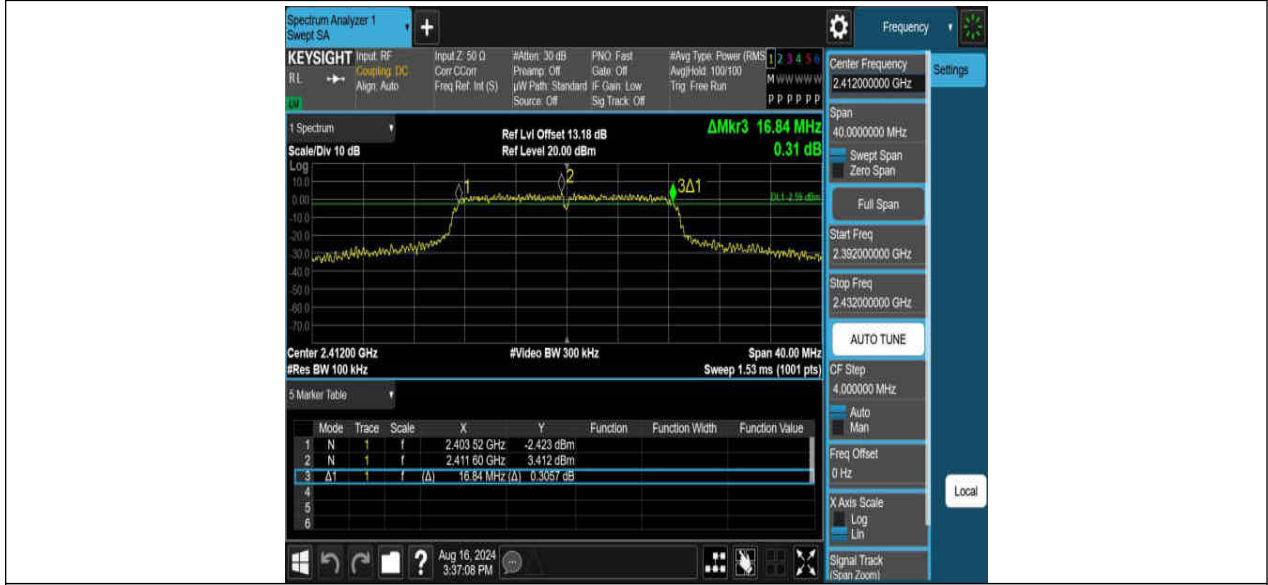 Spectrum Analyzer 1
Swept SA
+
Frequency
KEYSIGHT
RL
Input: RF
Coupling: DC
Align: Auto
Input Z: 50 Ω
Corr CCorr
Freq Ref: Int (S)
#Atten: 30 dB
Preamp: Off
µW Path: Standard
Source: Off
PNO: Fast
Gate: Off
IF Gain: Low
Sig Track: Off
#Avg Type: Power (RMS
Avg|Hold: 100/100
Trig: Free Run
1 2 3 4 5 6
M W W W W W
P P P P P P
1 Spectrum
Scale/Div 10 dB
Ref Lvl Offset 13.18 dB
Ref Level 20.00 dBm
ΔMkr3 16.84 MHz
0.31 dB
Log
10.0
0.00
-10.0
-20.0
-30.0
-40.0
-50.0
-60.0
-70.0
1
2
3Δ1
DL1 -2.59 dBm
Center 2.41200 GHz
#Video BW 300 kHz
Span 40.00 MHz
#Res BW 100 kHz
Sweep 1.53 ms (1001 pts)
5 Marker Table
Mode Trace Scale X Y Function Function Width Function Value
1 N 1 f 2.403 52 GHz -2.423 dBm
2 N 1 f 2.411 60 GHz 3.412 dBm
3 Δ1 1 f (Δ) 16.84 MHz (Δ) 0.3057 dB
4
5
6
?
Aug 16, 2024
3:37:08 PM
Center Frequency
2.412000000 GHz
Settings
Span
40.0000000 MHz
Swept Span
Zero Span
Full Span
Start Freq
2.392000000 GHz
Stop Freq
2.432000000 GHz
AUTO TUNE
CF Step
4.000000 MHz
Auto
Man
Freq Offset
0 Hz
X Axis Scale
Log
Lin
Local
Signal Track
(Span Zoom)